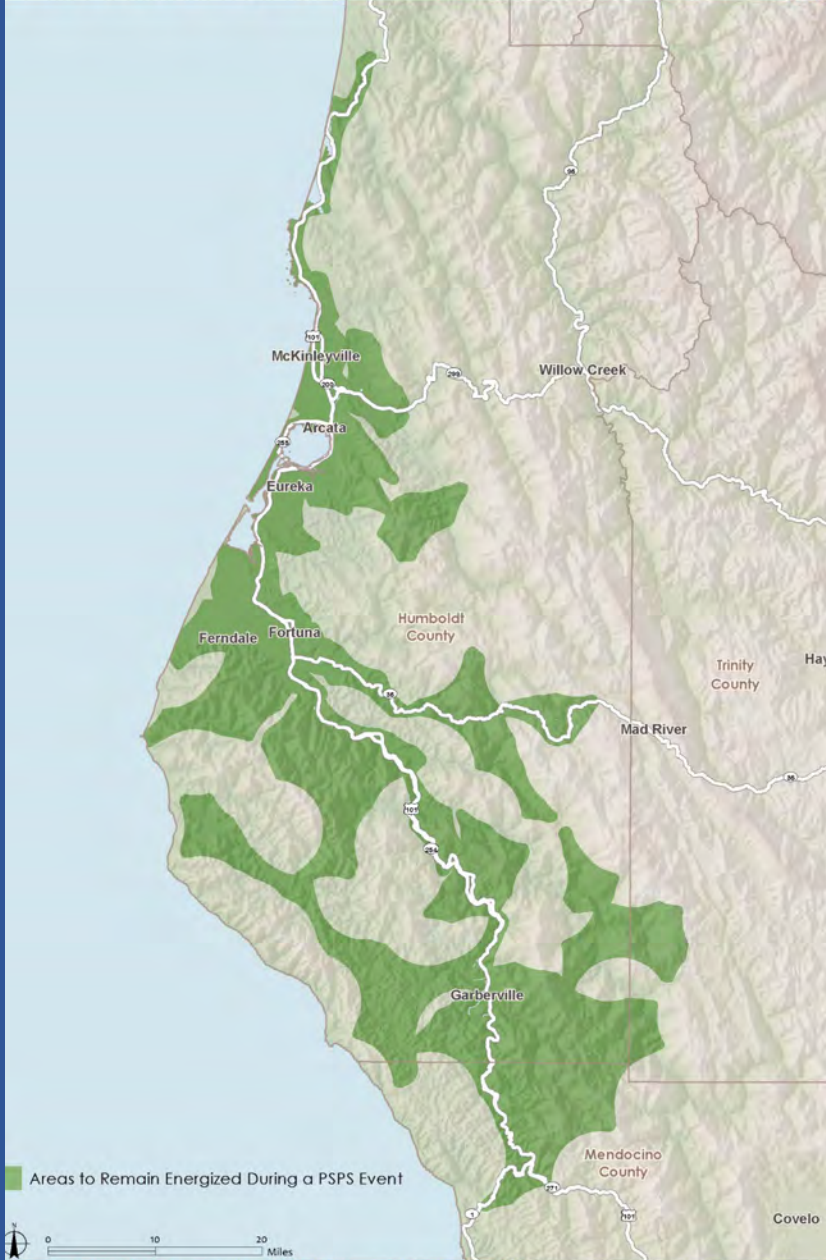 96
101
McKinleyville
200
299
Willow Creek
Arcata
255
Eureka
Humboldt
County
Ferndale
Fortuna
Trinity
County
Hay
36
Mad River
36
101
254
Garberville
Mendocino
County
Areas to Remain Energized During a PSPS Event
271
1
101
Covelo
N
0 10 20
Miles